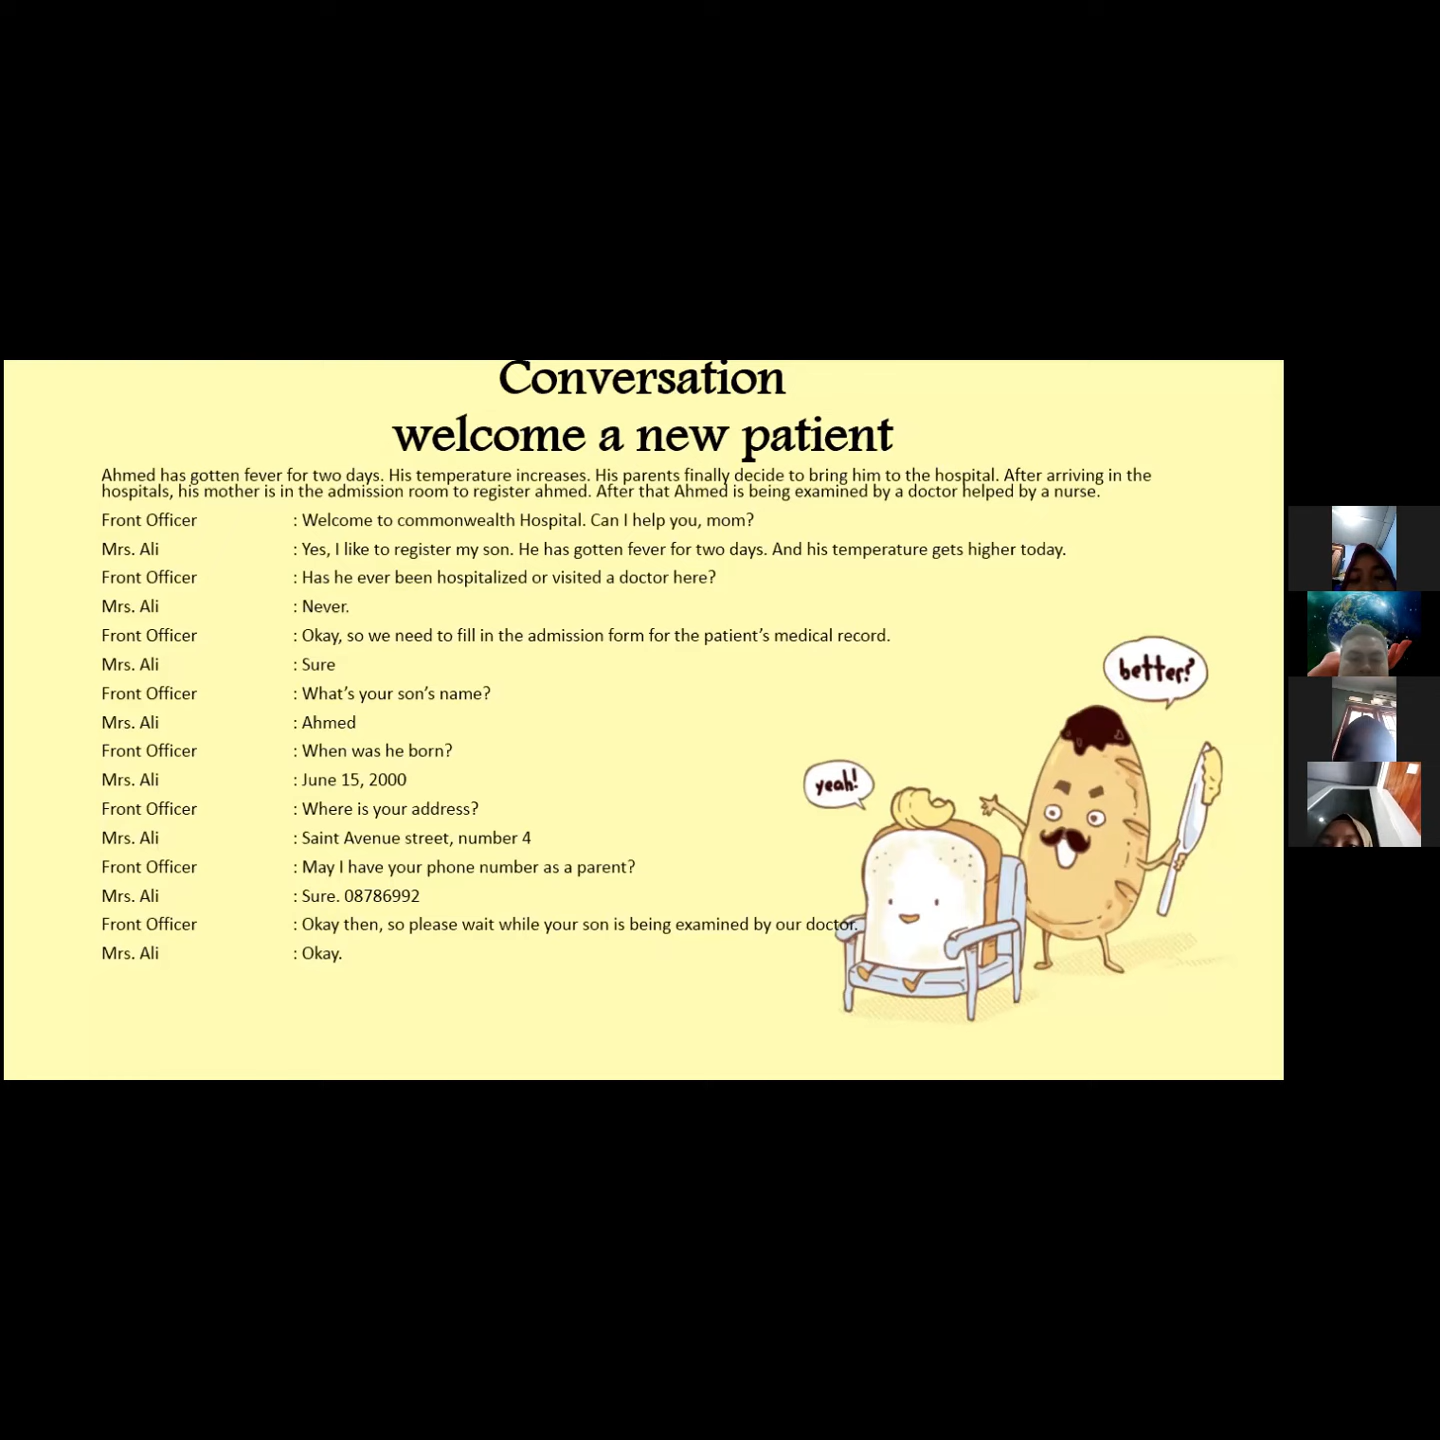 Conversation
welcome a new patient
Ahmed has gotten fever for two days. His temperature increases. His parents finally decide to bring him to the hospital. After arriving in the
hospitals, his mother is in the admission room to register ahmed. After that Ahmed is being examined by a doctor helped by a nurse.
Front Officer : Welcome to commonwealth Hospital. Can I help you, mom?
Mrs. Ali : Yes, I like to register my son. He has gotten fever for two days. And his temperature gets higher today.
Front Officer : Has he ever been hospitalized or visited a doctor here?
Mrs. Ali : Never.
Front Officer : Okay, so we need to fill in the admission form for the patient’s medical record.
Mrs. Ali : Sure
Front Officer : What’s your son’s name?
Mrs. Ali : Ahmed
Front Officer : When was he born?
Mrs. Ali : June 15, 2000
Front Officer : Where is your address?
Mrs. Ali : Saint Avenue street, number 4
Front Officer : May I have your phone number as a parent?
Mrs. Ali : Sure. 08786992
Front Officer : Okay then, so please wait while your son is being examined by our doctor.
Mrs. Ali : Okay.
better?
yeah!